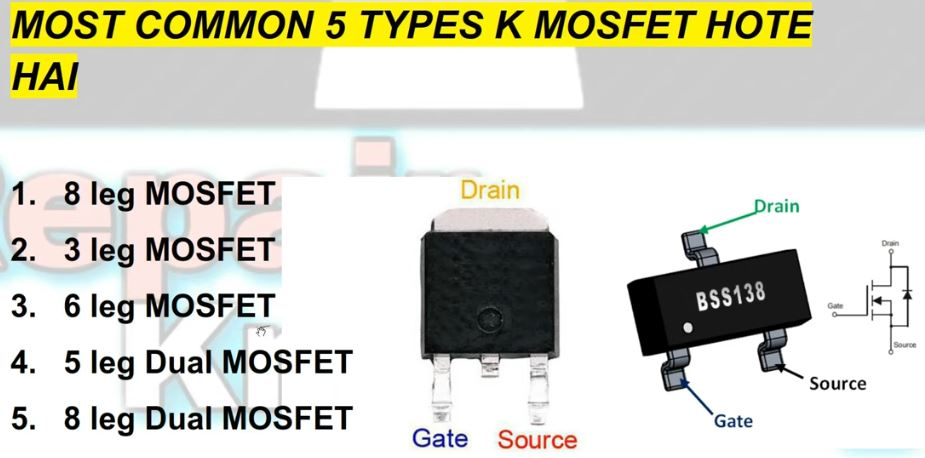 MOST COMMON 5 TYPES K MOSFET HOTE
HAI
1. 8 leg MOSFET
2. 3 leg MOSFET
3. 6 leg MOSFET
4. 5 leg Dual MOSFET
5. 8 leg Dual MOSFET
Drain
Gate Source
Drain
BSS138
Source
Gate
Drain
Gate
Source